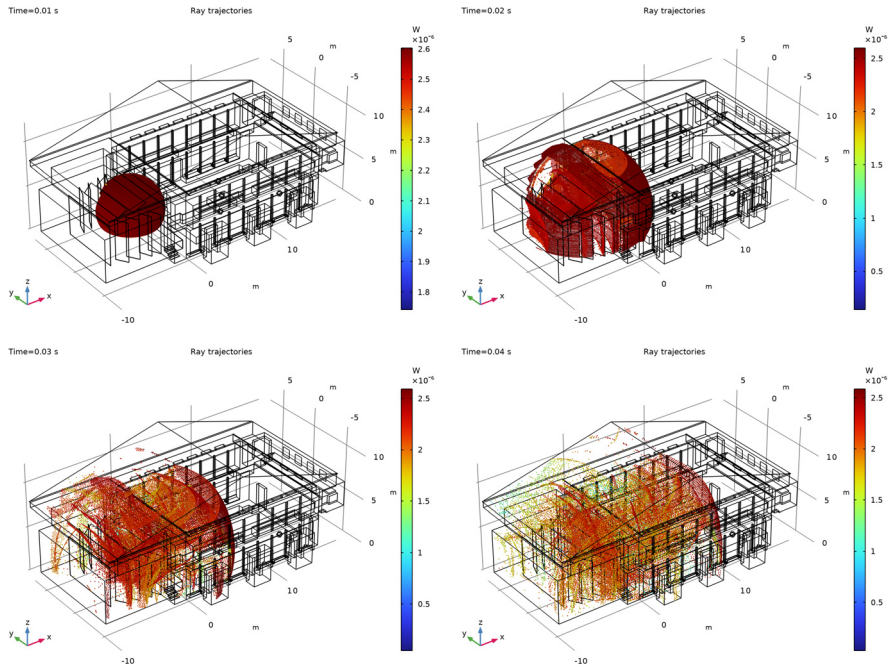 Time=0.01 s
Ray trajectories
W
×10⁻⁶
2.6
2.5
2.4
2.3
2.2
2.1
2
1.9
1.8
5
m
0
-5
10
5
m
0
10
0
m
-10
z
y
x
Time=0.02 s
Ray trajectories
W
×10⁻⁶
2.5
2
1.5
1
0.5
5
m
0
-5
10
5
m
0
10
0
m
-10
z
y
x
Time=0.03 s
Ray trajectories
W
×10⁻⁶
2.5
2
1.5
1
0.5
5
m
0
-5
10
5
m
0
10
0
m
-10
z
y
x
Time=0.04 s
Ray trajectories
W
×10⁻⁶
2.5
2
1.5
1
0.5
5
m
0
-5
10
5
m
0
10
0
m
-10
z
y
x